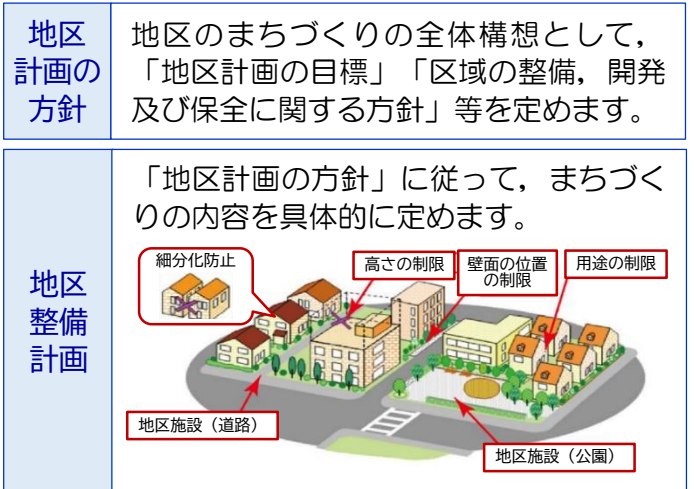 地区
計画の
方針
地区のまちづくりの全体構想として，
「地区計画の目標」「区域の整備，開発
及び保全に関する方針」等を定めます。
地区
整備
計画
「地区計画の方針」に従って，まちづく
りの内容を具体的に定めます。
細分化防止
高さの制限
壁面の位置
の制限
用途の制限
地区施設（道路）
地区施設（公園）